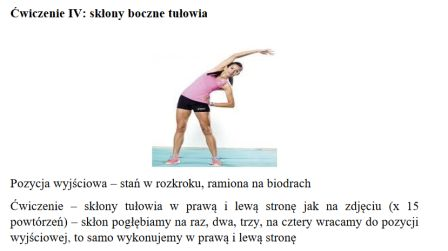 Ćwiczenie IV: skłony boczne tułowia
Pozycja wyjściowa – stań w rozkroku, ramiona na biodrach
Ćwiczenie – skłony tułowia w prawą i lewą stronę jak na zdjęciu (x 15
powtórzeń) – skłon pogłębiamy na raz, dwa, trzy, na cztery wracamy do pozycji
wyjściowej, to samo wykonujemy w prawą i lewą stronę